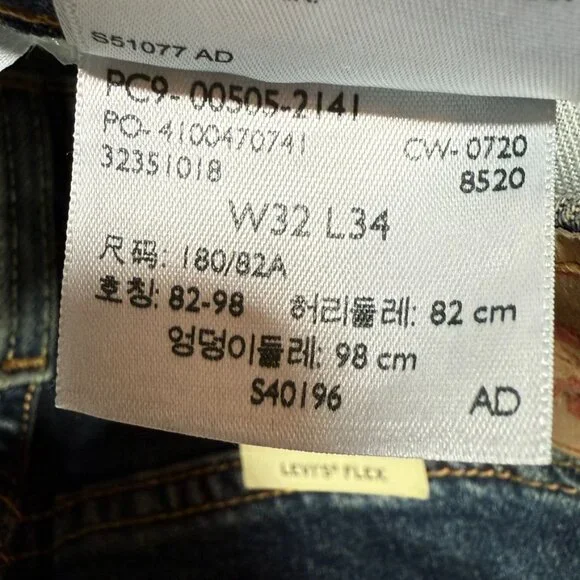 S51077 AD
PC9- 00505-2141
PO- 4100470741 CW- 0720
32351018 8520
W32 L34
尺码: 180/82A
호칭: 82-98 허리둘레: 82 cm
엉덩이둘레: 98 cm
S40196 AD
LEVI'S® FLEX